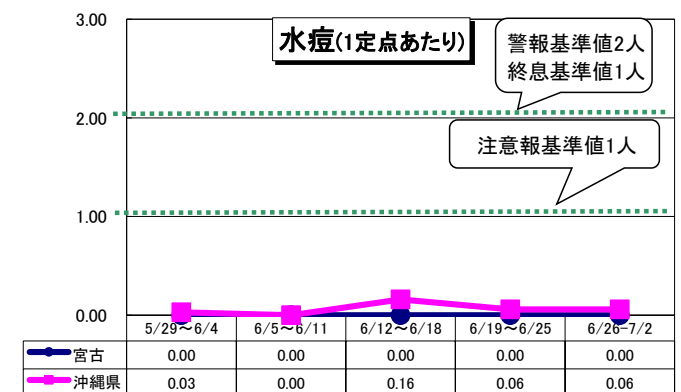 水痘(1定点あたり)
警報基準値2人
終息基準値1人
注意報基準値1人
3.00
2.00
1.00
0.00
5/29～6/4 6/5～6/11 6/12～6/18 6/19～6/25 6/26-7/2
宮古 0.00 0.00 0.00 0.00 0.00
沖縄県 0.03 0.00 0.16 0.06 0.06